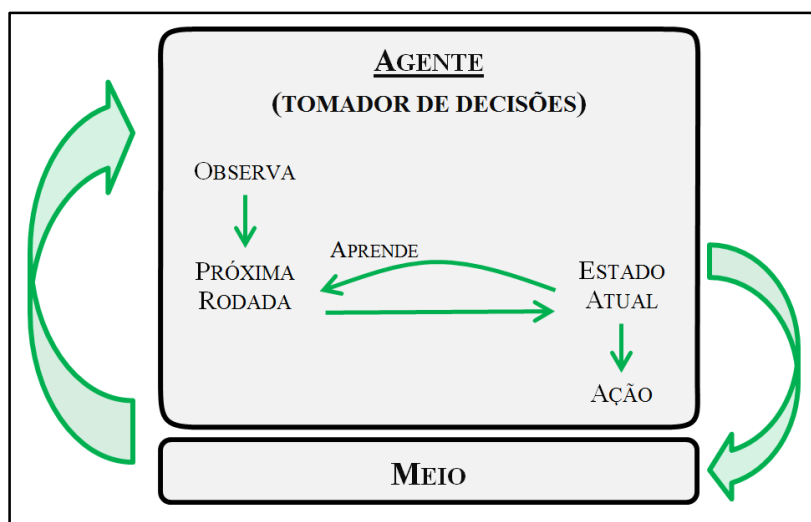 AGENTE
(TOMADOR DE DECISÕES)
OBSERVA
APRENDE
PRÓXIMA
RODADA
ESTADO
ATUAL
AÇÃO
MEIO